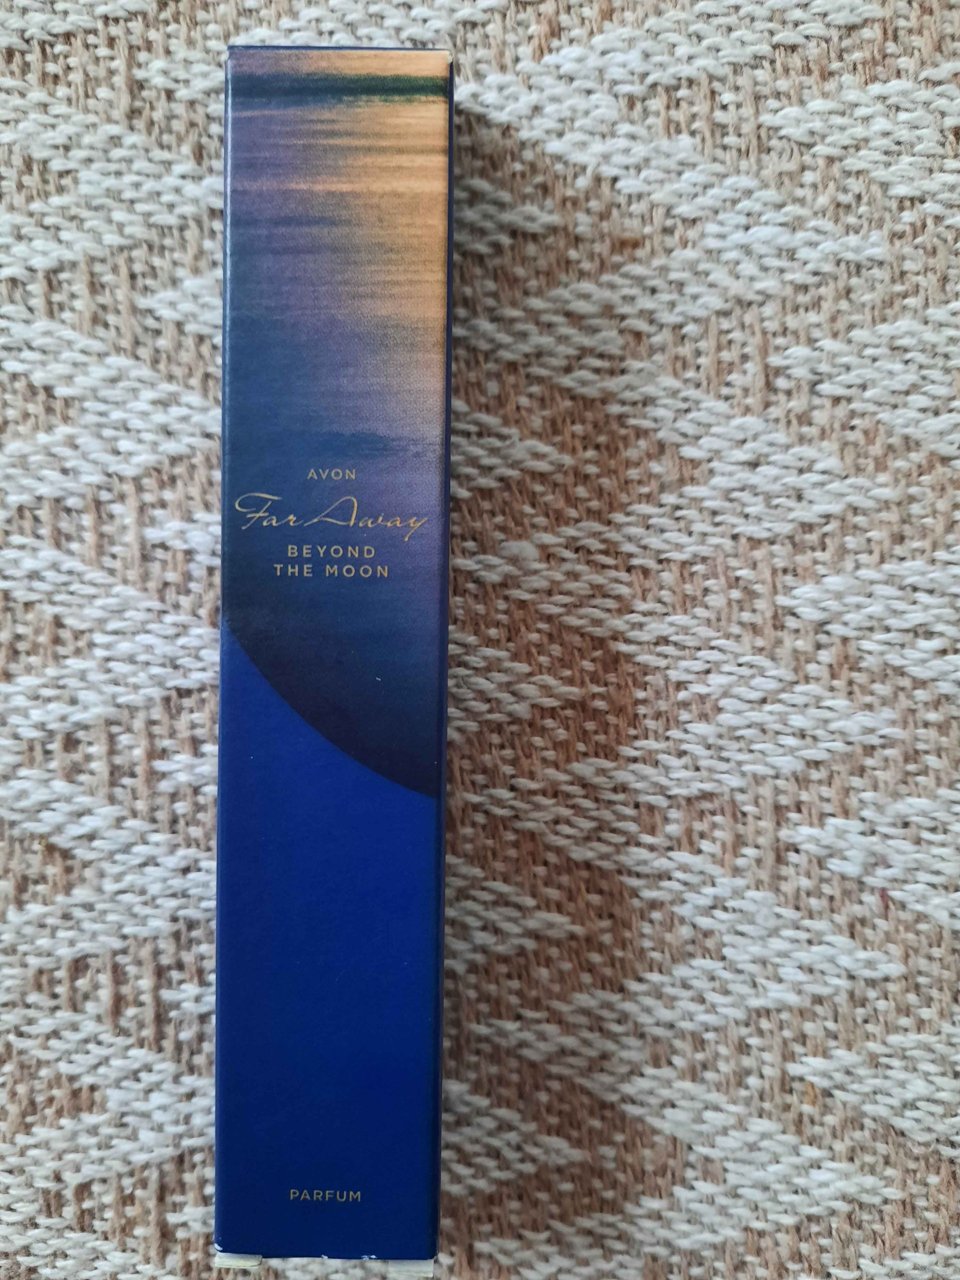 AVON
Far Away
BEYOND
THE MOON
PARFUM